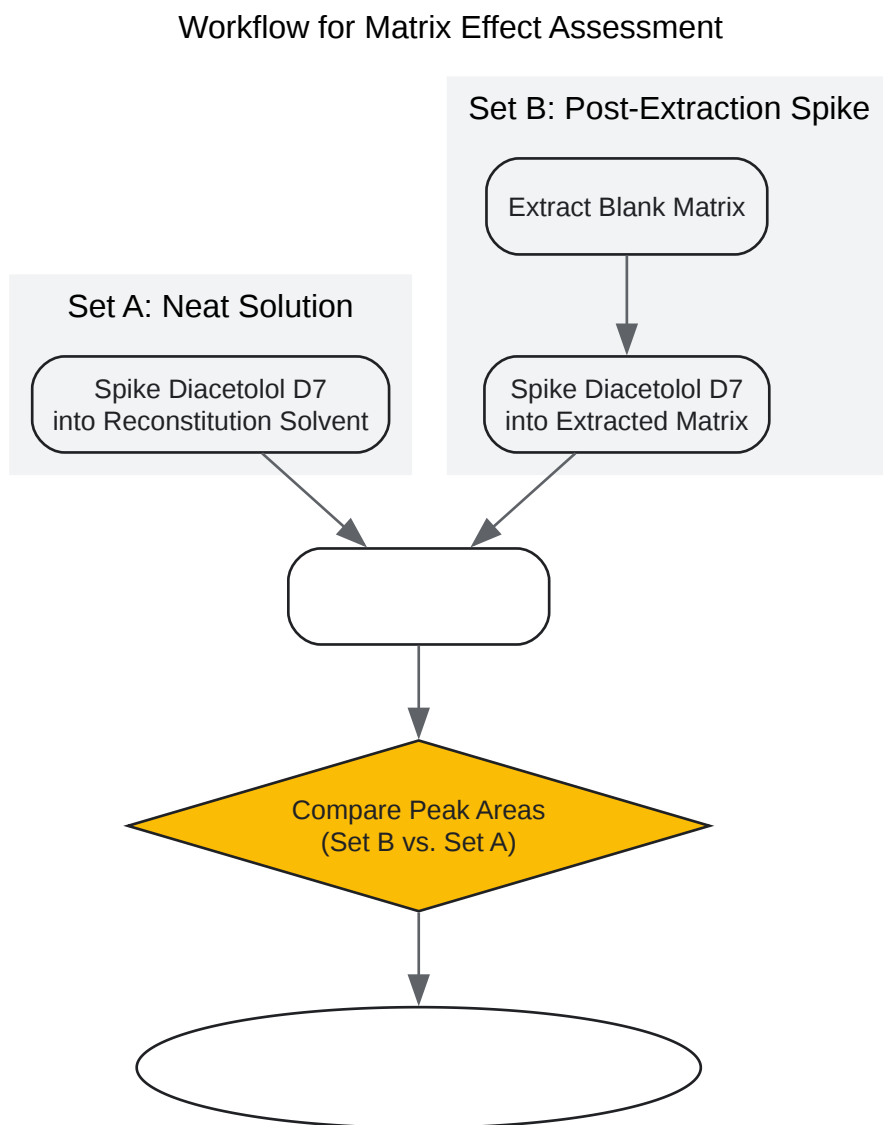 Workflow for Matrix Effect Assessment
Set B: Post-Extraction Spike
Extract Blank Matrix
Set A: Neat Solution
Spike Diacetolol D7
into Reconstitution Solvent
Spike Diacetolol D7
into Extracted Matrix
Compare Peak Areas
(Set B vs. Set A)